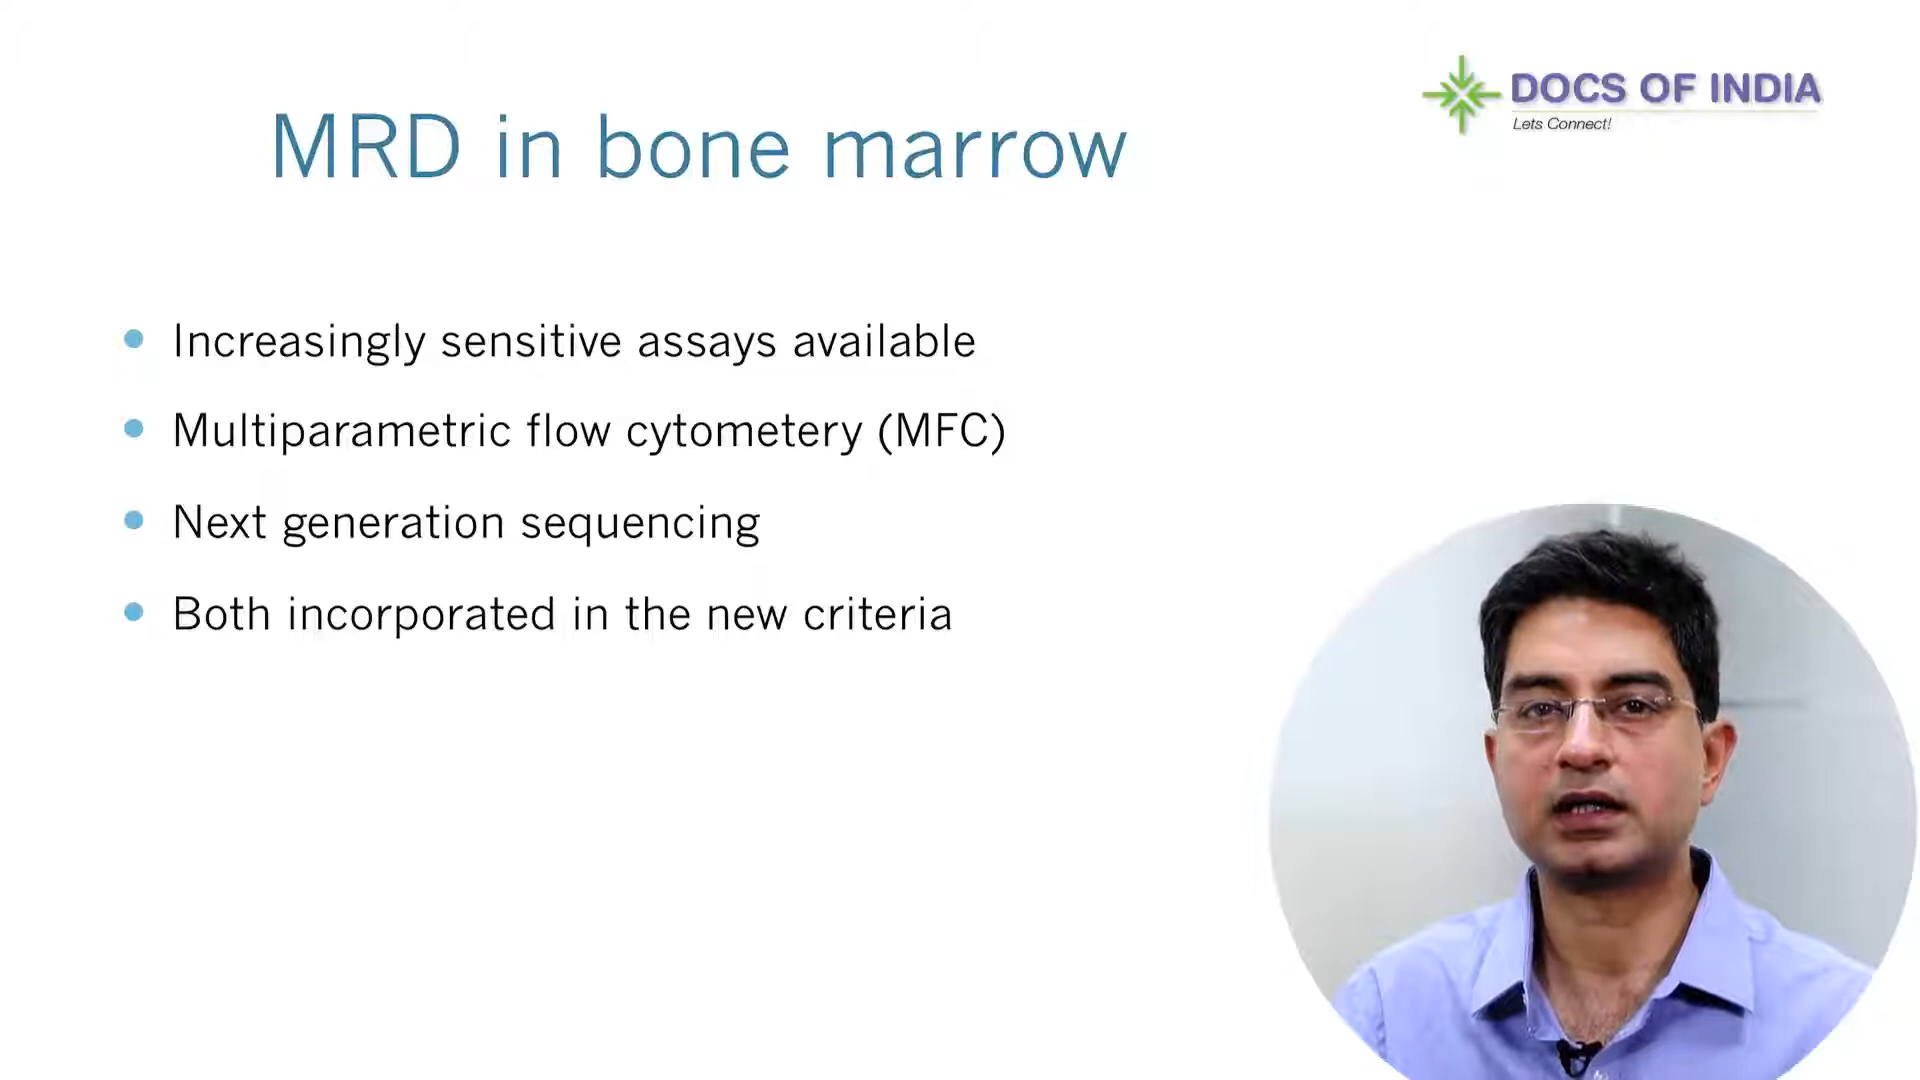 DOCS OF INDIA
Lets Connect!
MRD in bone marrow
Increasingly sensitive assays available
Multiparametric flow cytometery (MFC)
Next generation sequencing
Both incorporated in the new criteria